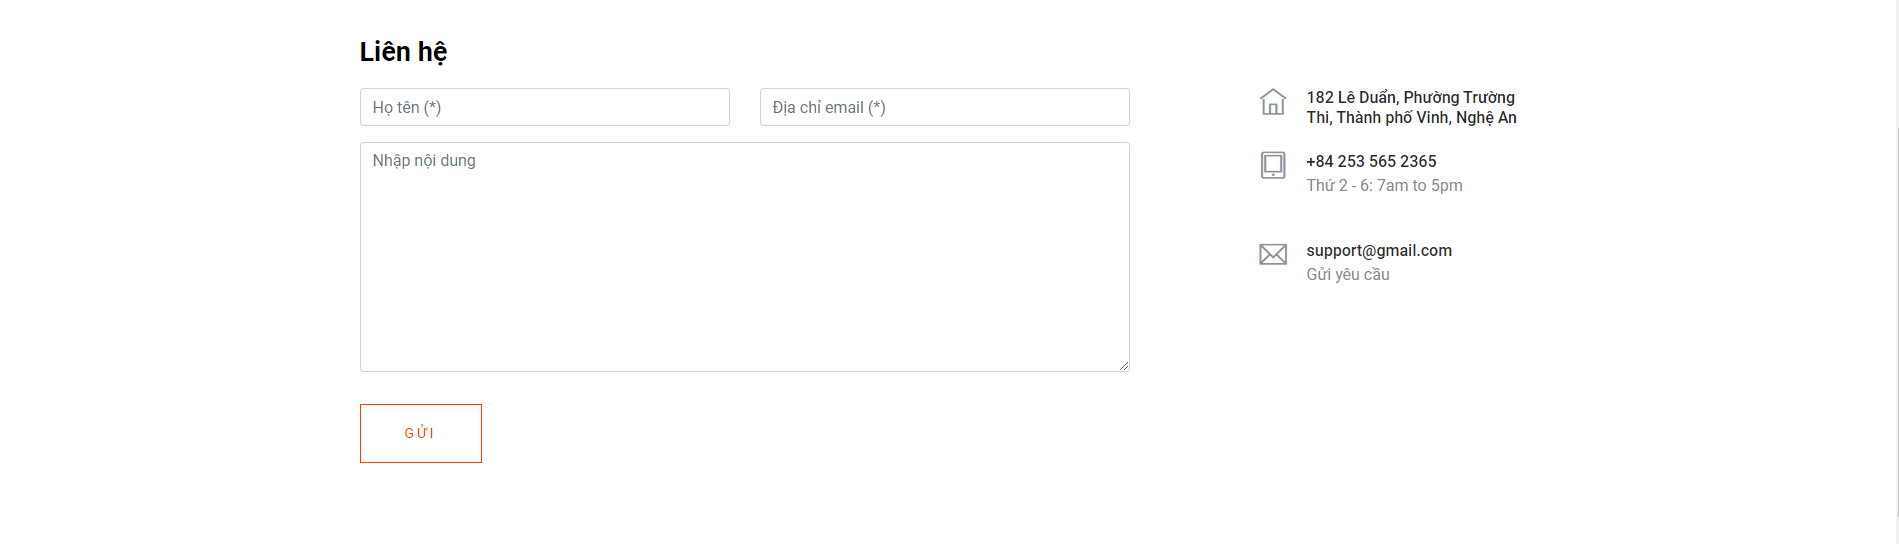 Liên hệ
Họ tên (*)
Địa chỉ email (*)
Nhập nội dung
GỬI
182 Lê Duẩn, Phường Trường
Thi, Thành phố Vinh, Nghệ An
+84 253 565 2365
Thứ 2 - 6: 7am to 5pm
support@gmail.com
Gửi yêu cầu